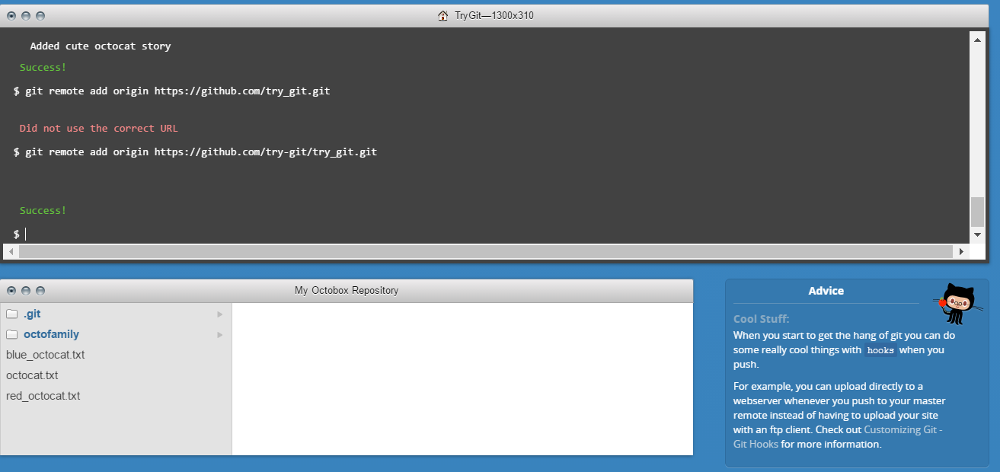 TryGit—1300x310
Added cute octocat story
Success!
$ git remote add origin https://github.com/try_git.git
Did not use the correct URL
$ git remote add origin https://github.com/try-git/try_git.git
Success!
$
My Octobox Repository
.git
octofamily
blue_octocat.txt
octocat.txt
red_octocat.txt
Advice
Cool Stuff:
When you start to get the hang of git you can do
some really cool things with hooks when you
push.
For example, you can upload directly to a
webserver whenever you push to your master
remote instead of having to upload your site
with an ftp client. Check out Customizing Git -
Git Hooks for more information.